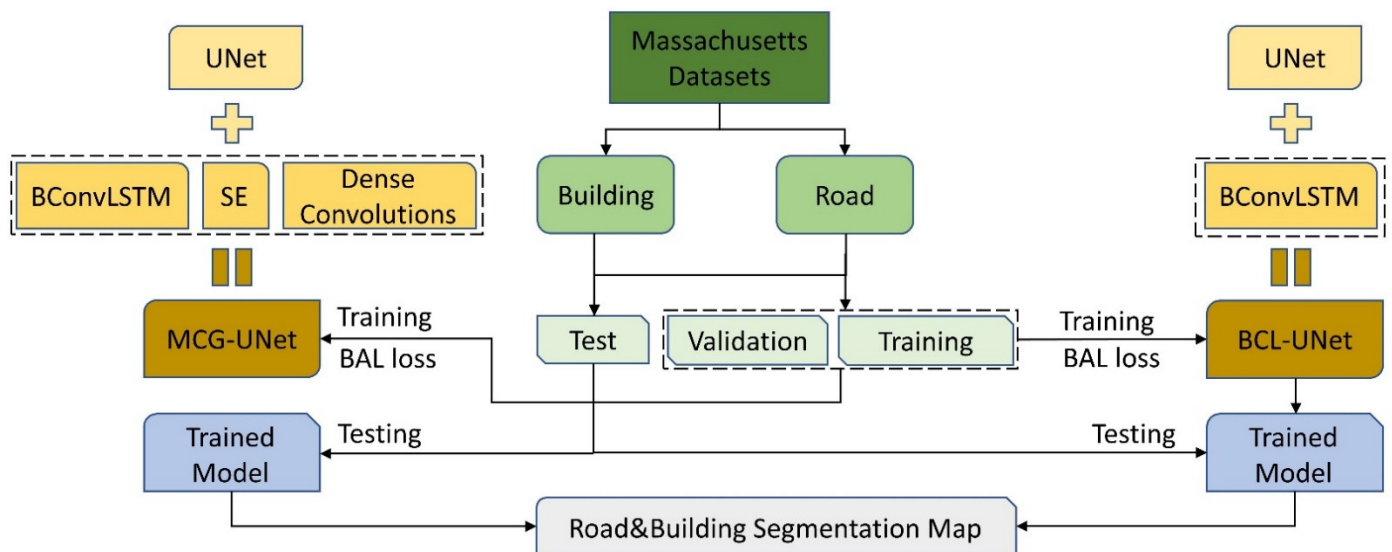 UNet
Massachusetts
Datasets
UNet
BConvLSTM
SE
Dense
Convolutions
Building
Road
BConvLSTM
MCG-UNet
Training
BAL loss
Test
Validation
Training
Training
BAL loss
BCL-UNet
Trained
Model
Testing
Testing
Trained
Model
Road&Building Segmentation Map